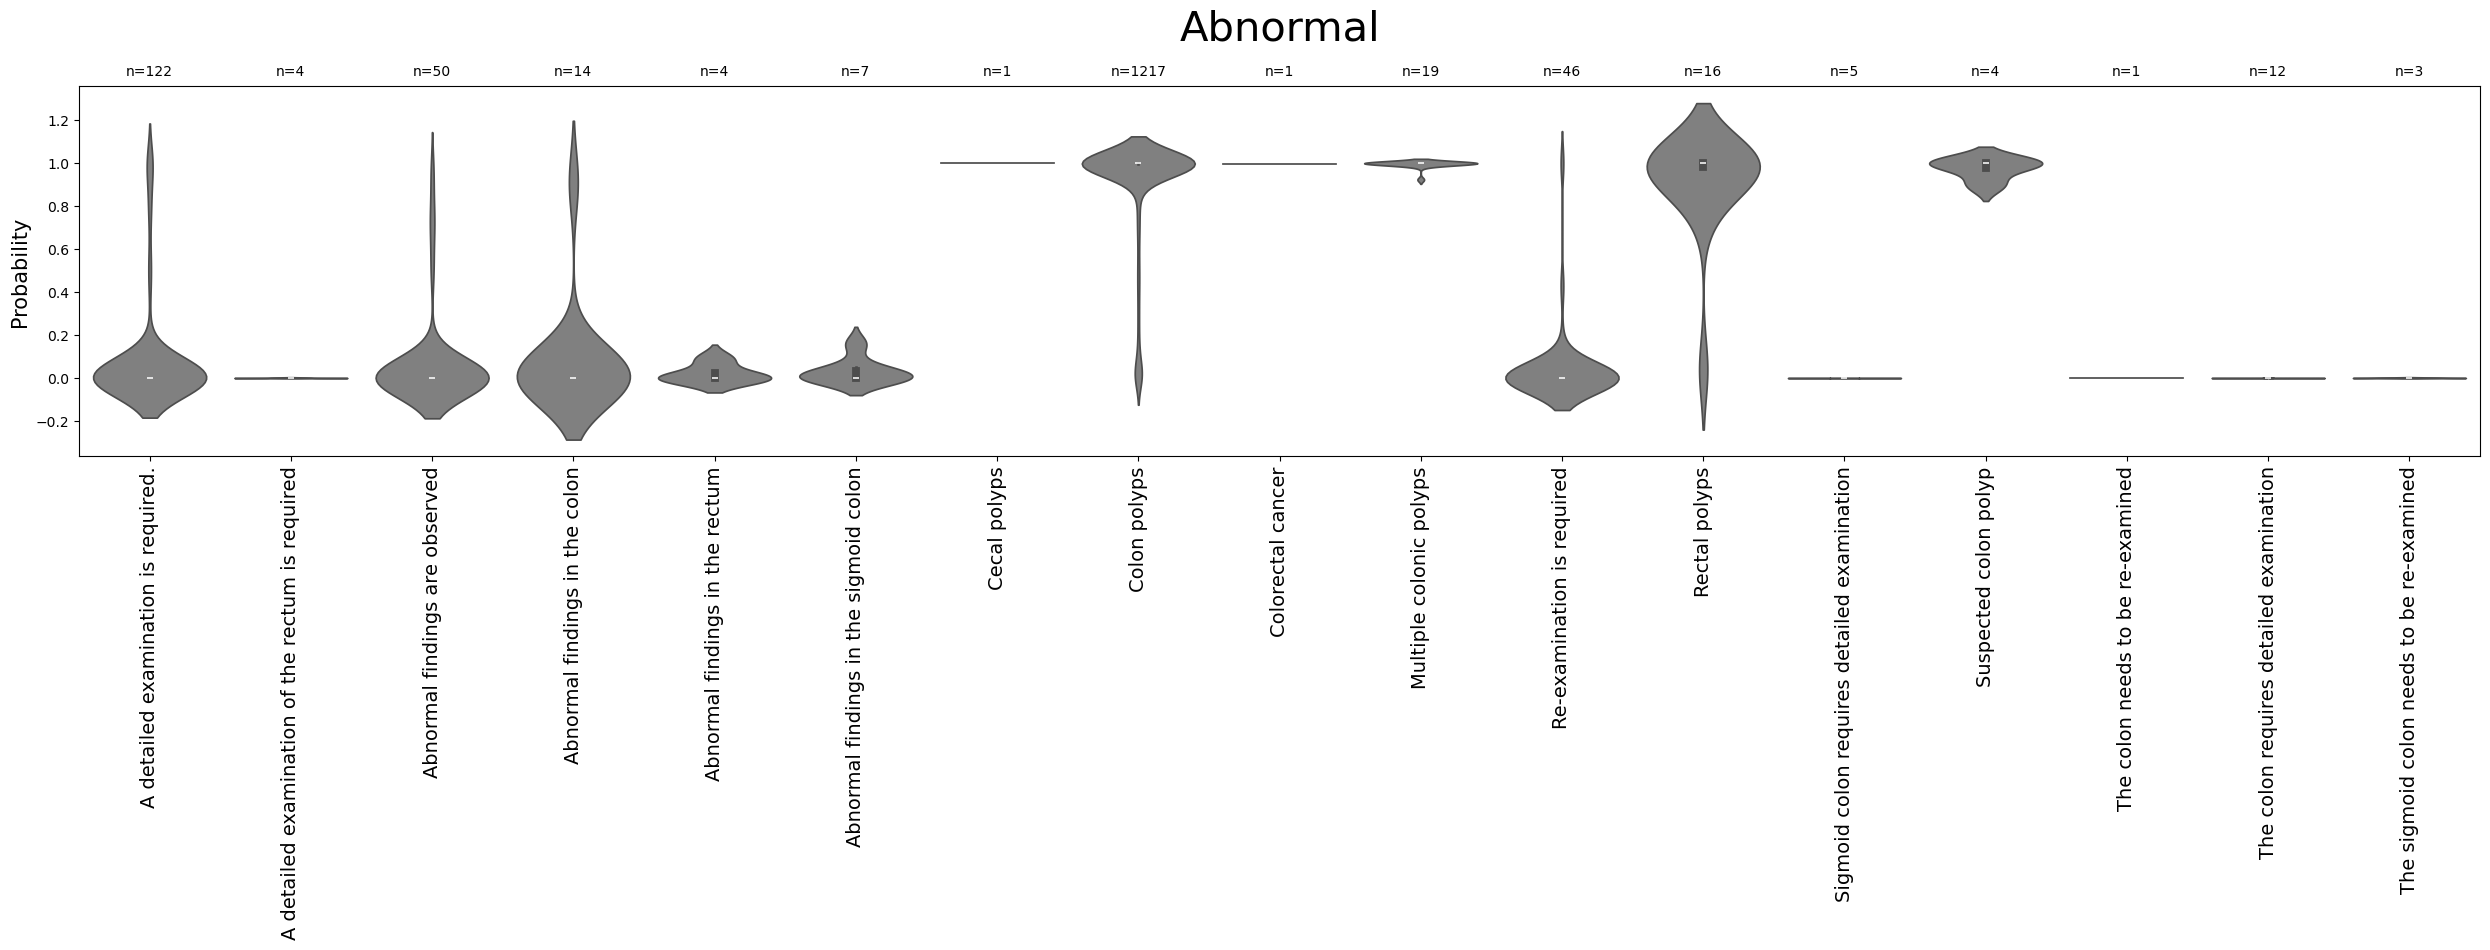 Abnormal
n=122
n=4
n=50
n=14
n=4
n=7
n=1
n=1217
n=1
n=19
n=46
n=16
n=5
n=4
n=1
n=12
n=3
Probability
1.2
1.0
0.8
0.6
0.4
0.2
0.0
−0.2
A detailed examination is required.
A detailed examination of the rectum is required
Abnormal findings are observed
Abnormal findings in the colon
Abnormal findings in the rectum
Abnormal findings in the sigmoid colon
Cecal polyps
Colon polyps
Colorectal cancer
Multiple colonic polyps
Re-examination is required
Rectal polyps
Sigmoid colon requires detailed examination
Suspected colon polyp
The colon needs to be re-examined
The colon requires detailed examination
The sigmoid colon needs to be re-examined